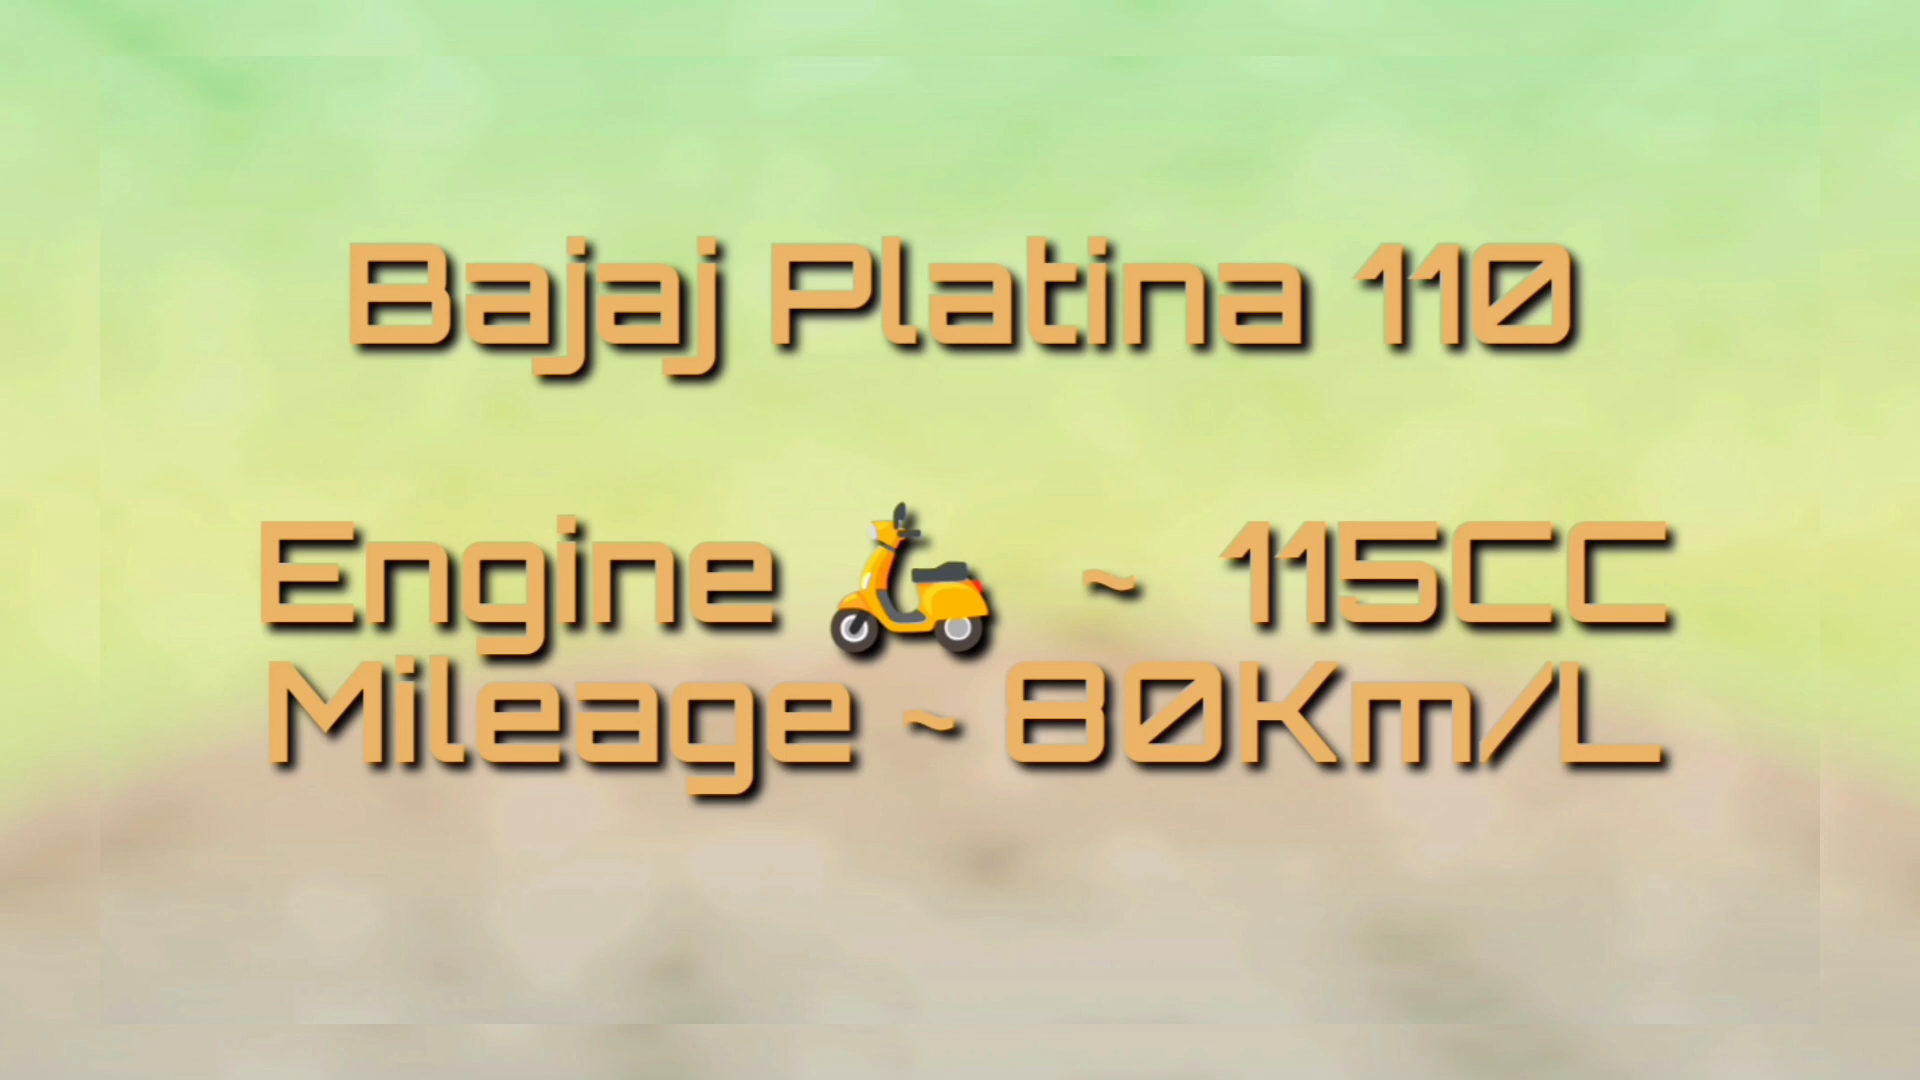 Bajaj Platina 110
Engine 🛵 ~ 115CC
Mileage ~ 80Km/L